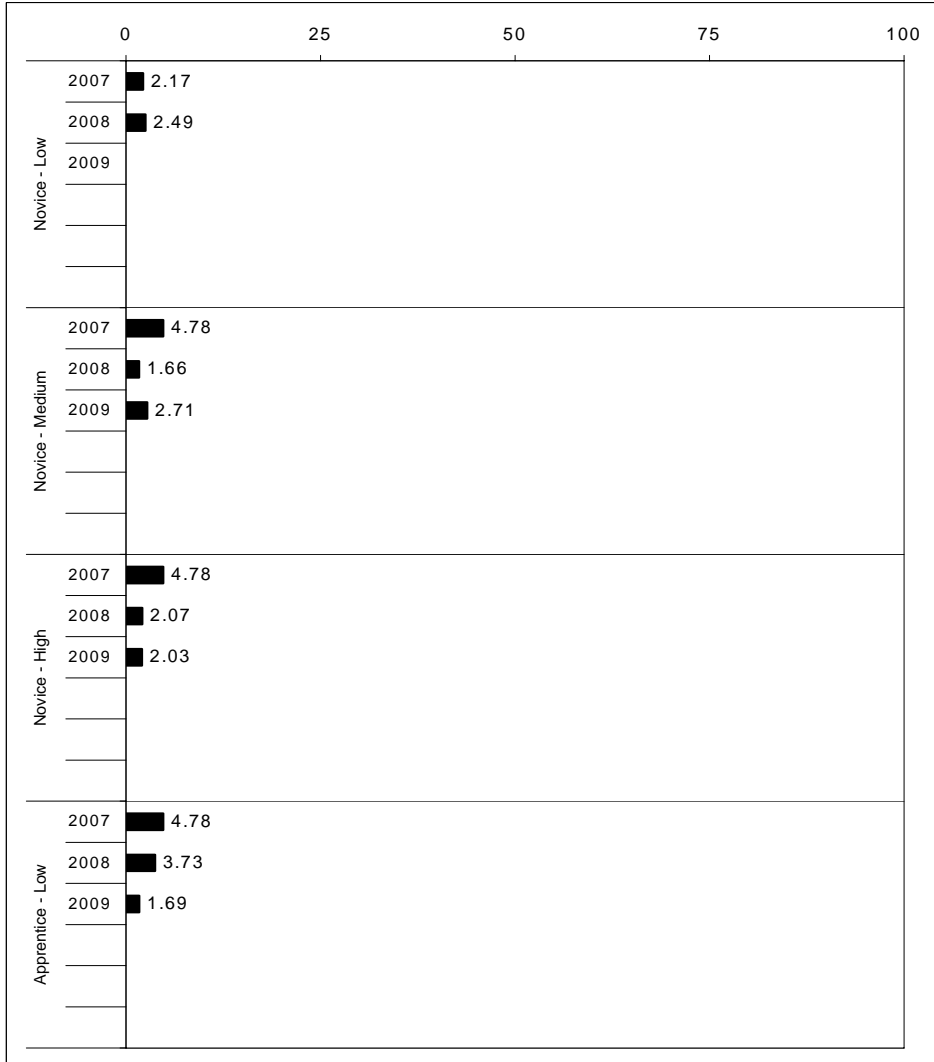 0 25 50 75 100
Novice - Low
2007 2.17
2008 2.49
2009
Novice - Medium
2007 4.78
2008 1.66
2009 2.71
Novice - High
2007 4.78
2008 2.07
2009 2.03
Apprentice - Low
2007 4.78
2008 3.73
2009 1.69